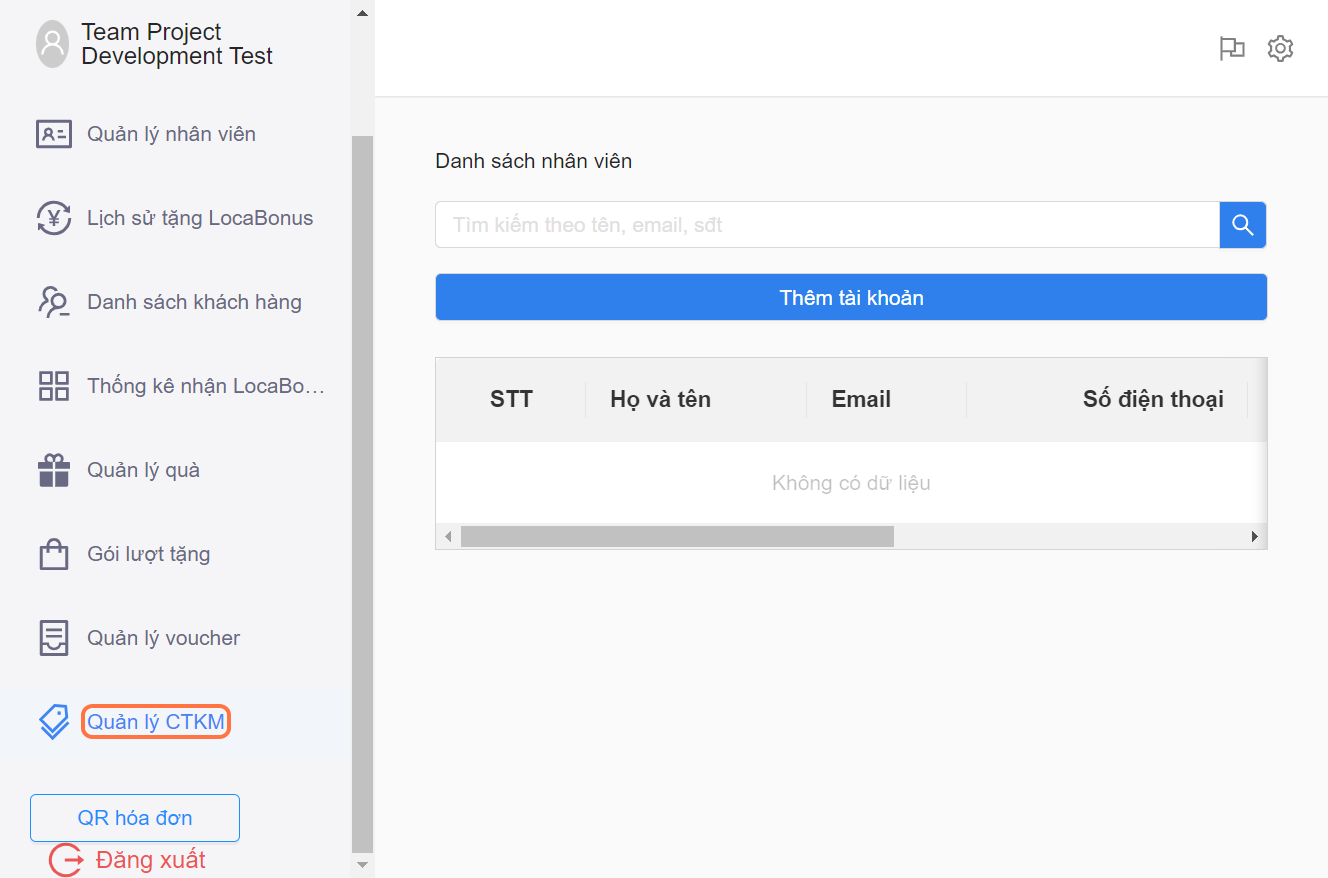 Team Project
Development Test
Quản lý nhân viên
Lịch sử tặng LocaBonus
Danh sách khách hàng
Thống kê nhận LocaBo...
Quản lý quà
Gói lượt tặng
Quản lý voucher
Quản lý CTKM
QR hóa đơn
Đăng xuất
Danh sách nhân viên
Tìm kiếm theo tên, email, sđt
Thêm tài khoản
STT Họ và tên Email Số điện thoại
Không có dữ liệu